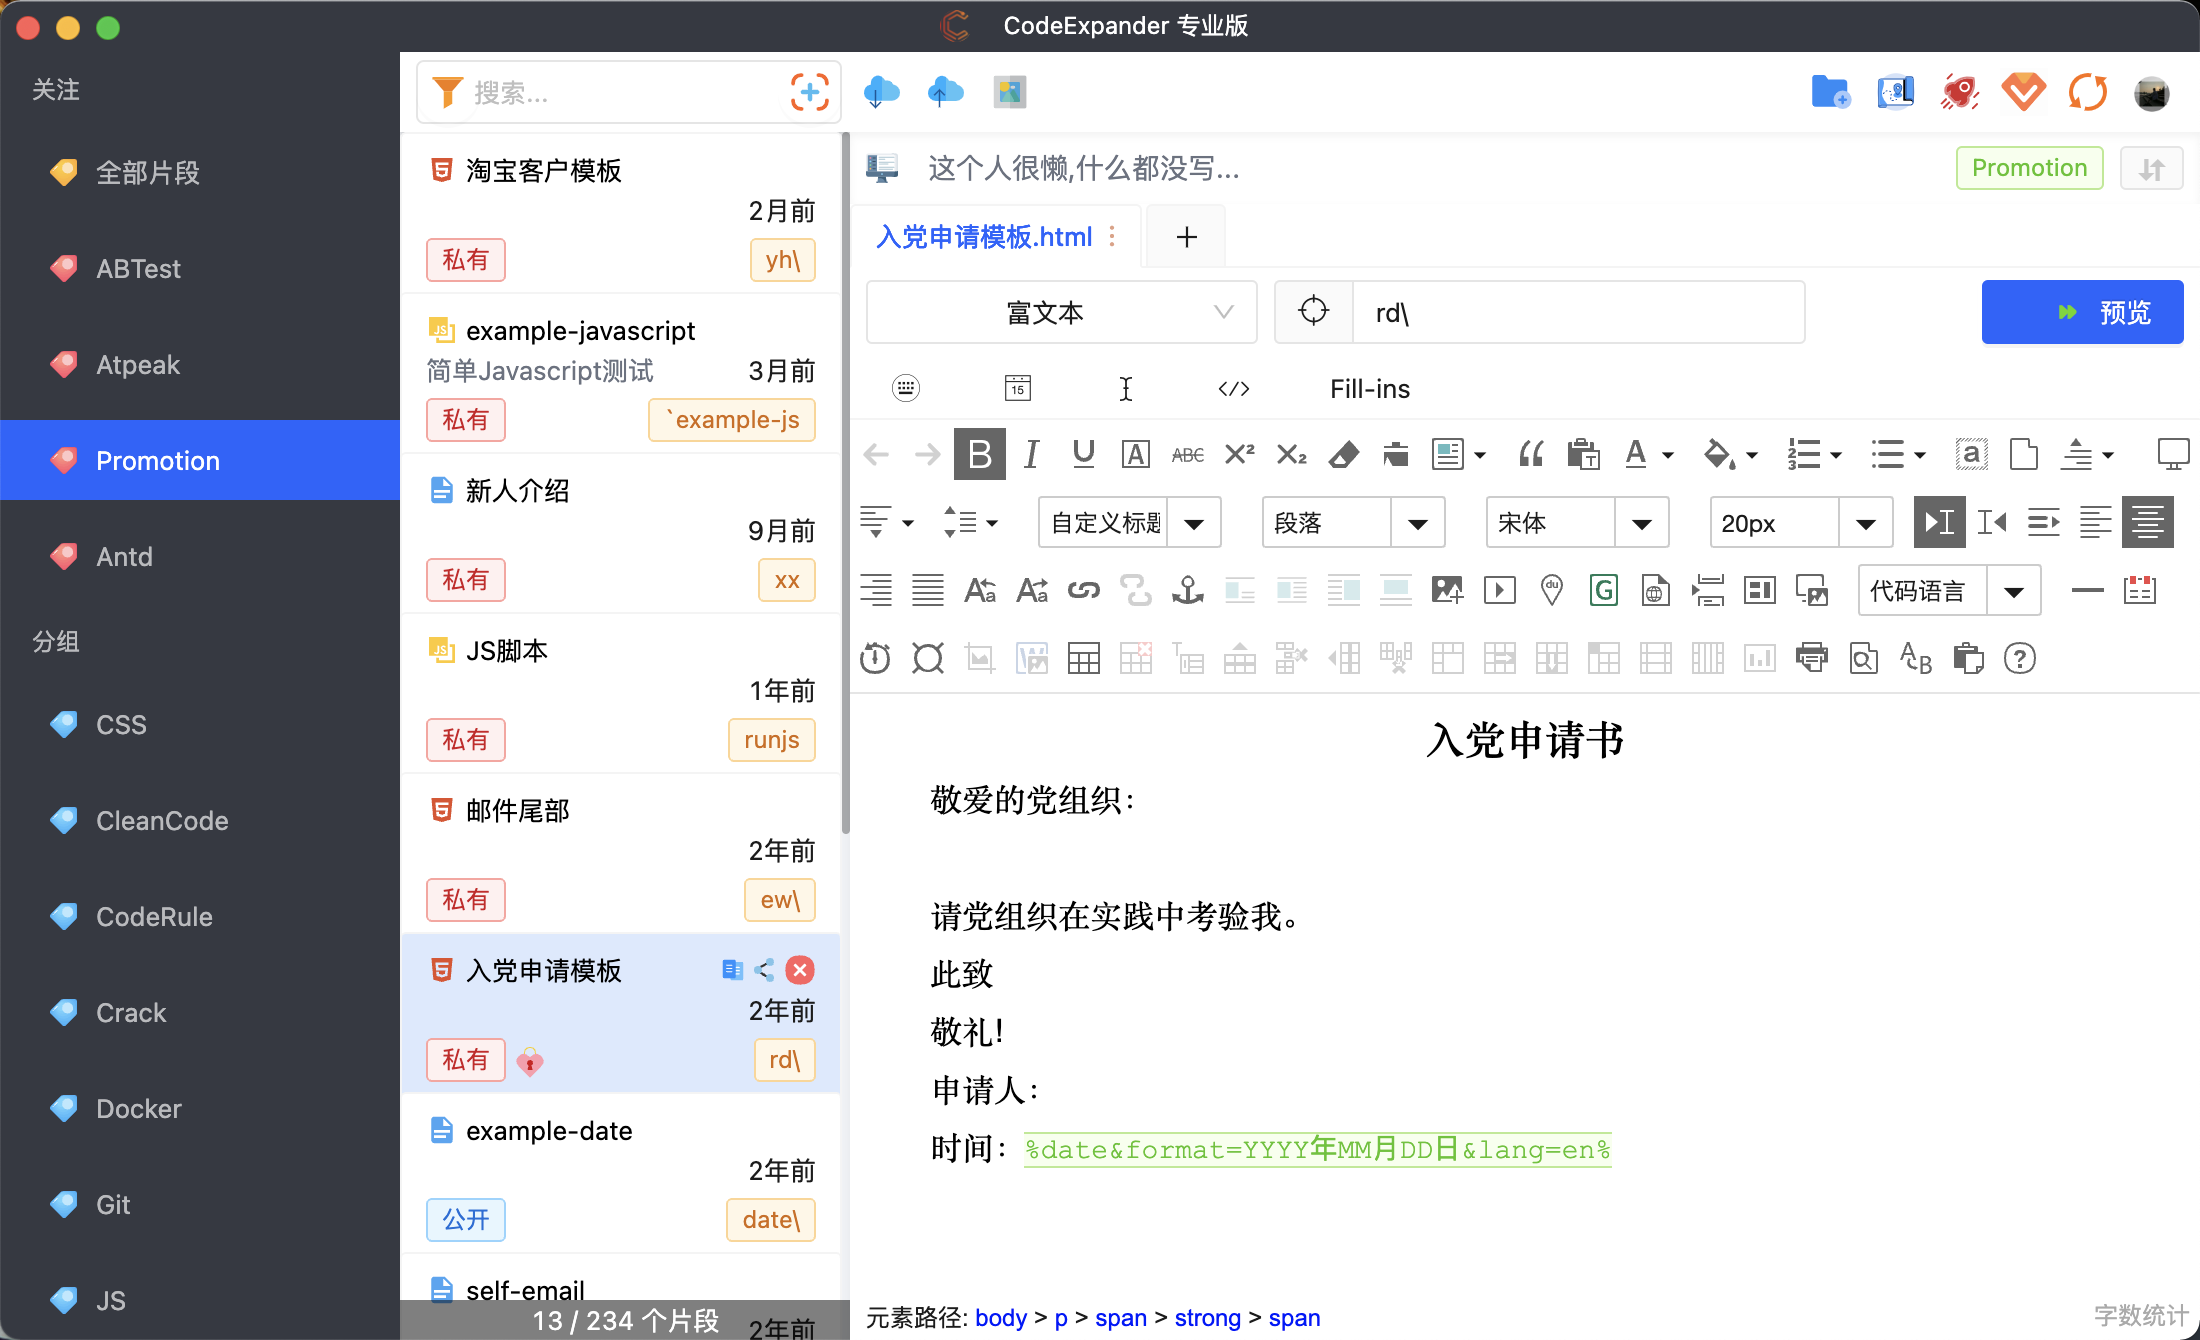 CodeExpander 专业版
关注
全部片段
ABTest
Atpeak
Promotion
Antd
分组
CSS
CleanCode
CodeRule
Crack
Docker
Git
JS
搜索...
淘宝客户模板
2月前
私有
yh\
example-javascript
简单Javascript测试
3月前
私有
`example-js
新人介绍
9月前
私有
xx
JS脚本
1年前
私有
runjs
邮件尾部
2年前
私有
ew\
入党申请模板
2年前
私有
rd\
example-date
2年前
公开
date\
self-email
2年前
13 / 234 个片段
这个人很懒,什么都没写...
Promotion
入党申请模板.html
+
富文本
rd\
预览
Fill-ins
自定义标题
段落
宋体
20px
代码语言
入党申请书
敬爱的党组织：
请党组织在实践中考验我。
此致
敬礼！
申请人：
时间：%date&format=YYYY年MM月DD日&lang=en%
元素路径: body > p > span > strong > span
字数统计